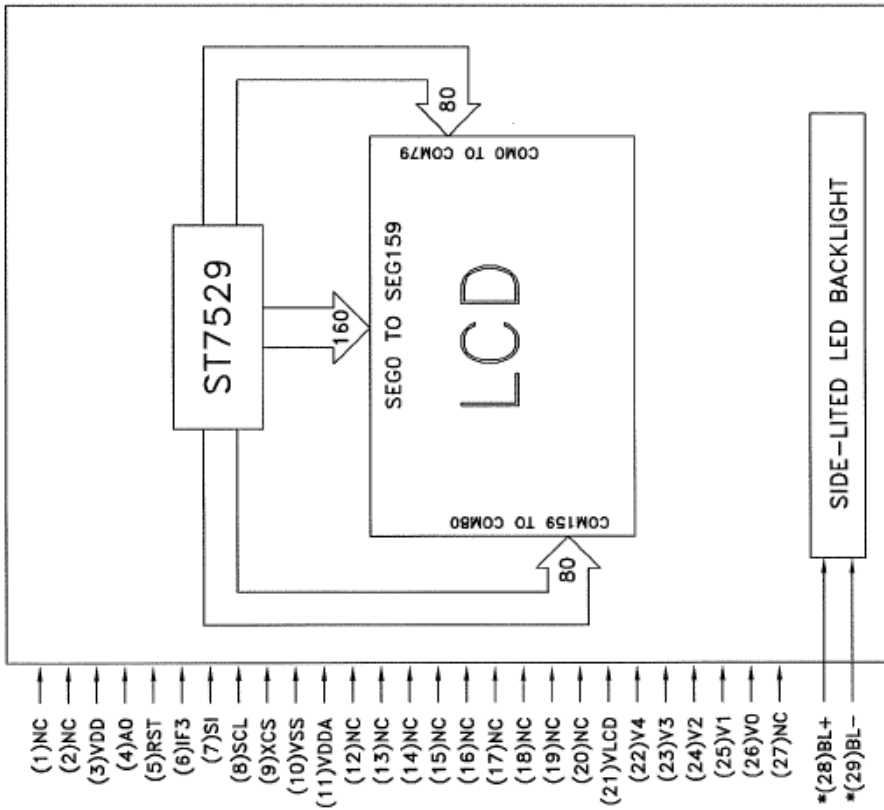 80
COM0 TO COM79
ST7529
160
SEG0 TO SEG159
LCD
COM159 TO COM80
80
SIDE-LITED LED BACKLIGHT
(1)NC
(2)NC
(3)VDD
(4)A0
(5)RST
(6)IF3
(7)SI
(8)SCL
(9)XCS
(10)VSS
(11)VDDA
(12)NC
(13)NC
(14)NC
(15)NC
(16)NC
(17)NC
(18)NC
(19)NC
(20)NC
(21)VLCD
(22)V4
(23)V3
(24)V2
(25)V1
(26)V0
(27)NC
*(28)BL+
*(29)BL-